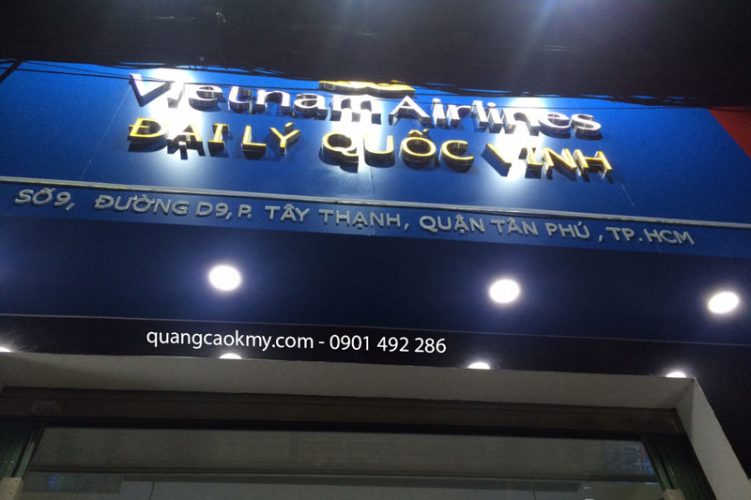 Vietnam Airlines
ĐẠI LÝ QUỐC VINH
SỐ 9, ĐƯỜNG D9, P. TÂY THẠNH, QUẬN TÂN PHÚ, TP.HCM
quangcaokmy.com - 0901 492 286